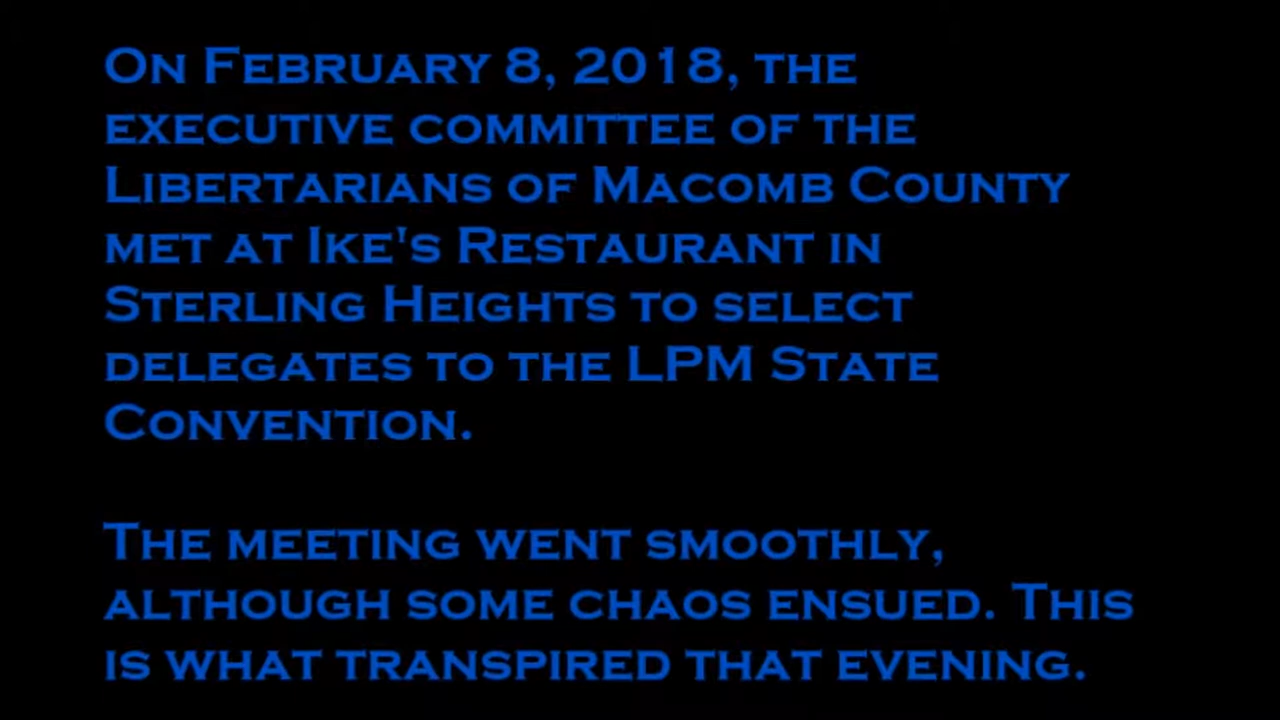 On February 8, 2018, the
executive committee of the
Libertarians of Macomb County
met at Ike's Restaurant in
Sterling Heights to select
delegates to the LPM State
Convention.
The meeting went smoothly,
although some chaos ensued. This
is what transpired that evening.